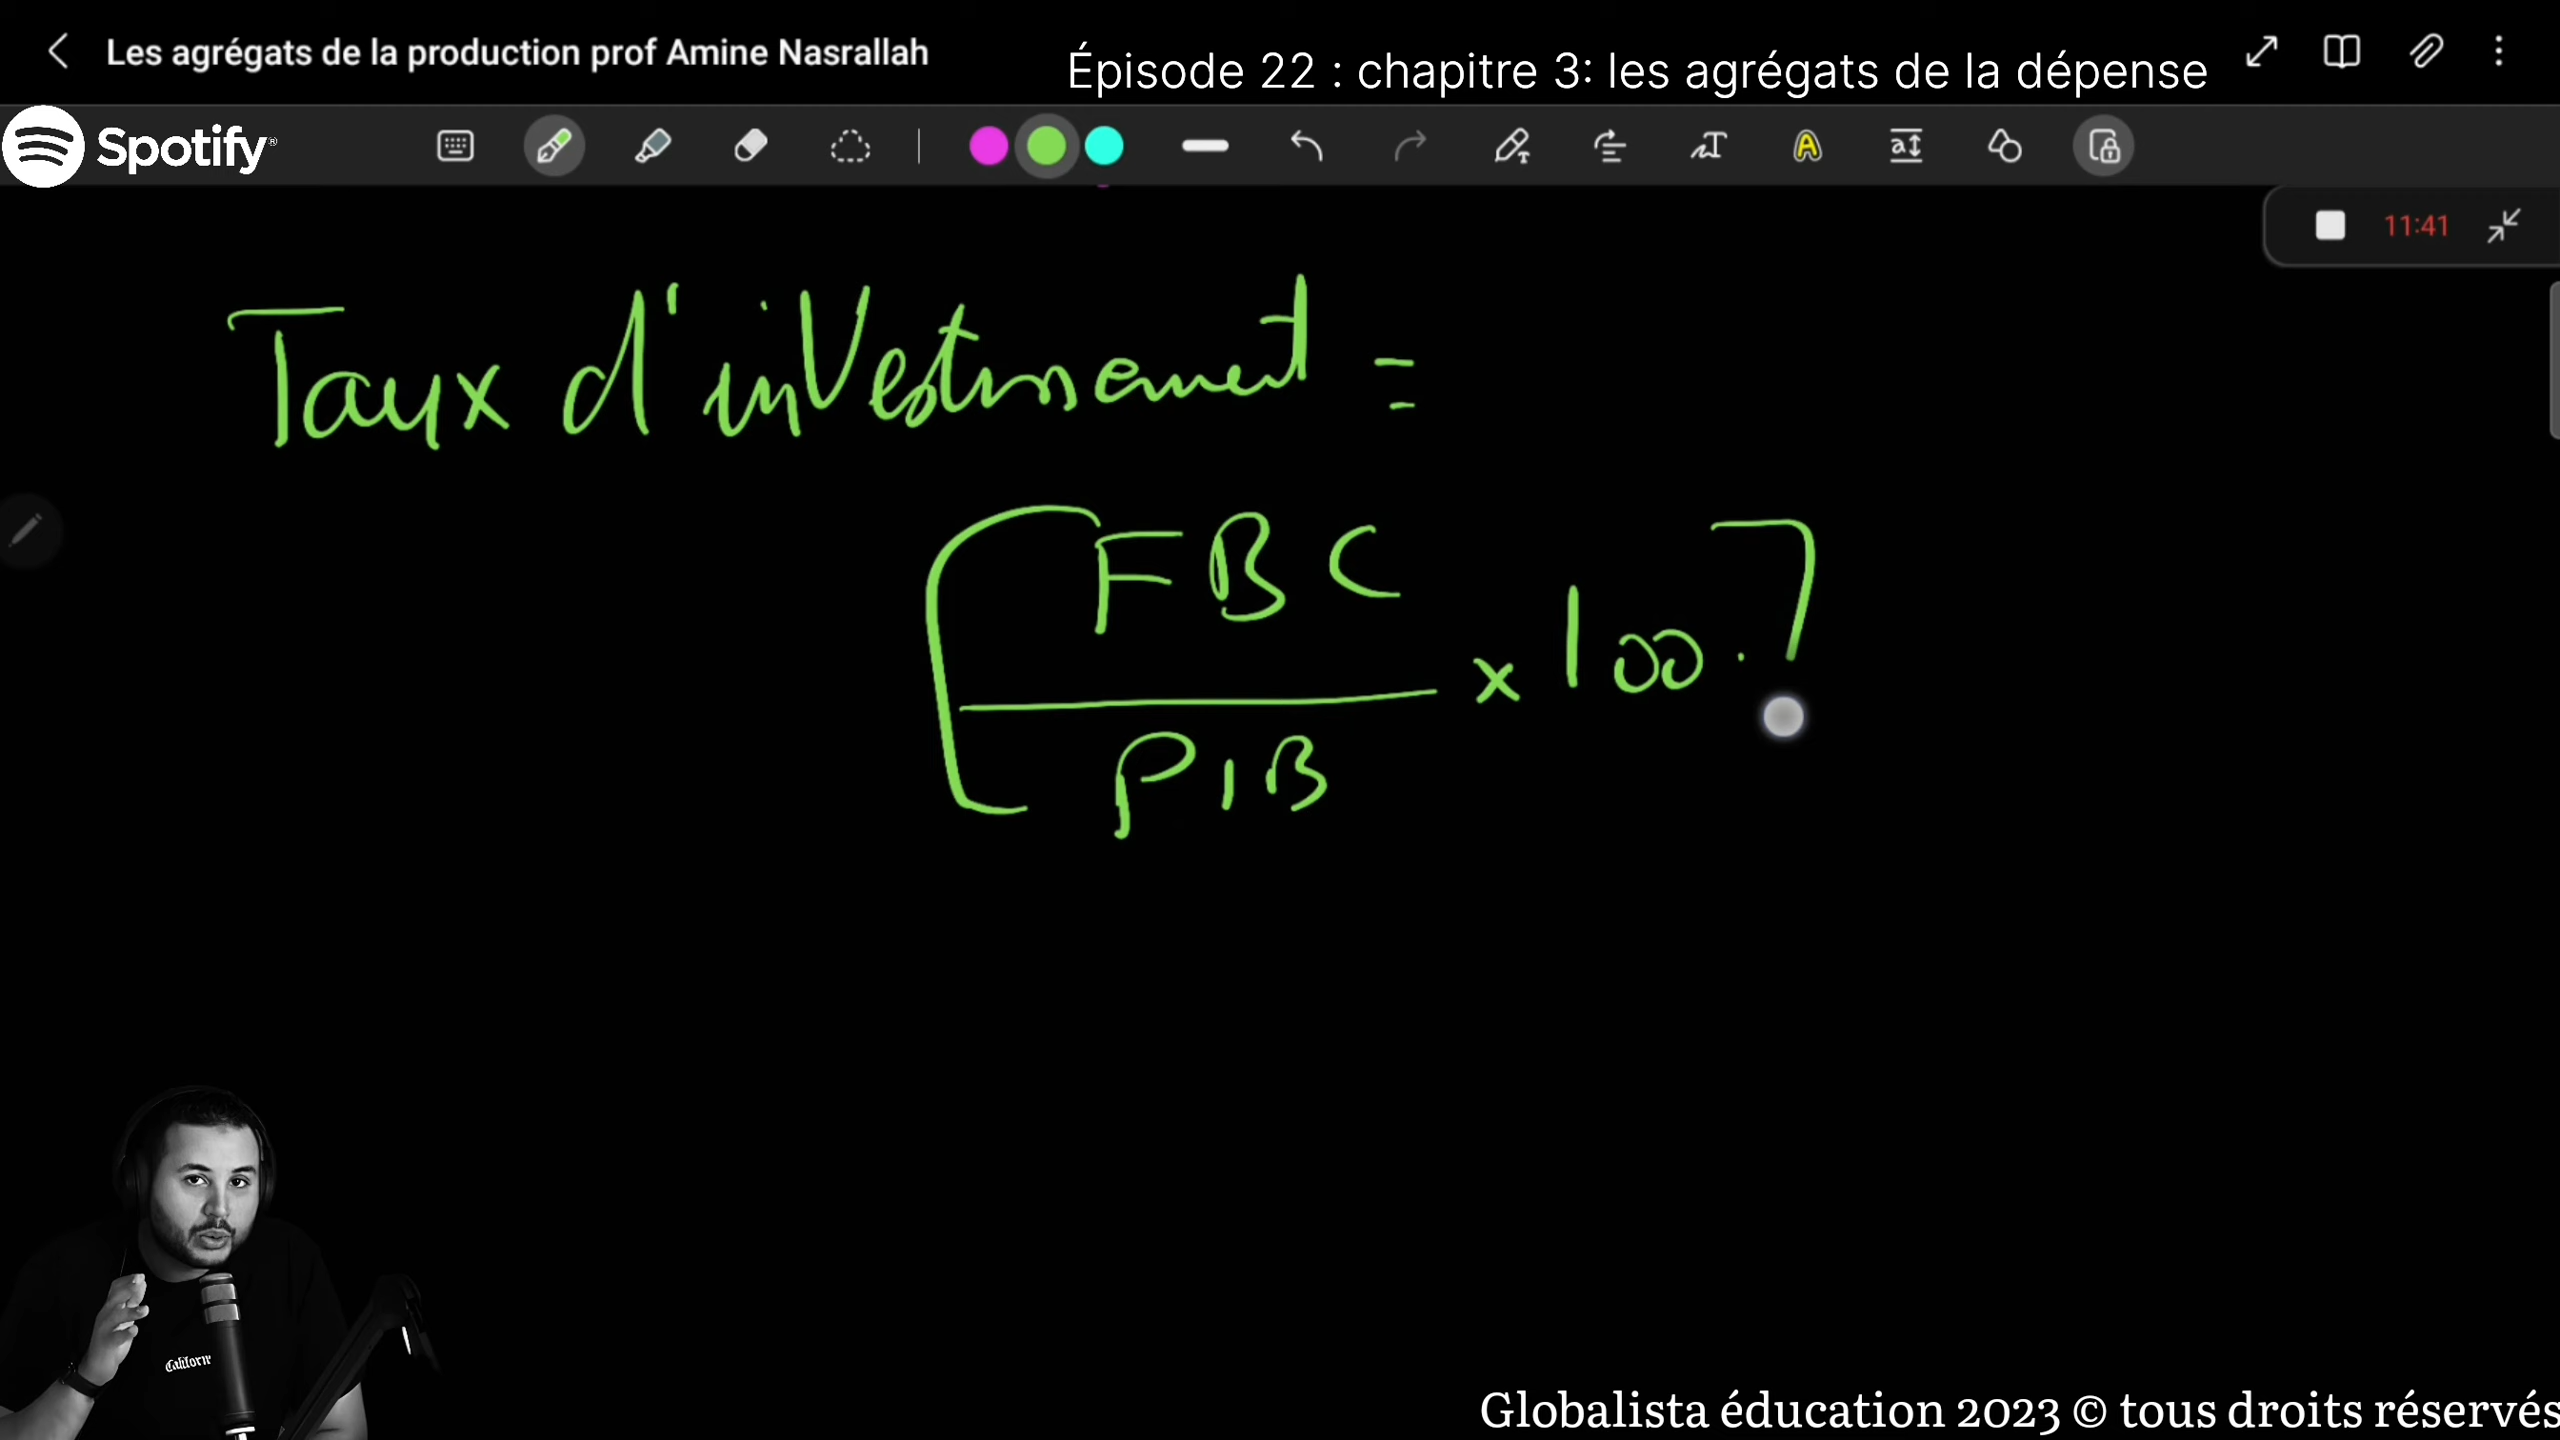 Les agrégats de la production prof Amine Nasrallah
Épisode 22 : chapitre 3: les agrégats de la dépense
Spotify®
11:41
Taux d'investissement =
FBC
x 100.
PIB
Californ
Globalista éducation 2023 © tous droits réservés